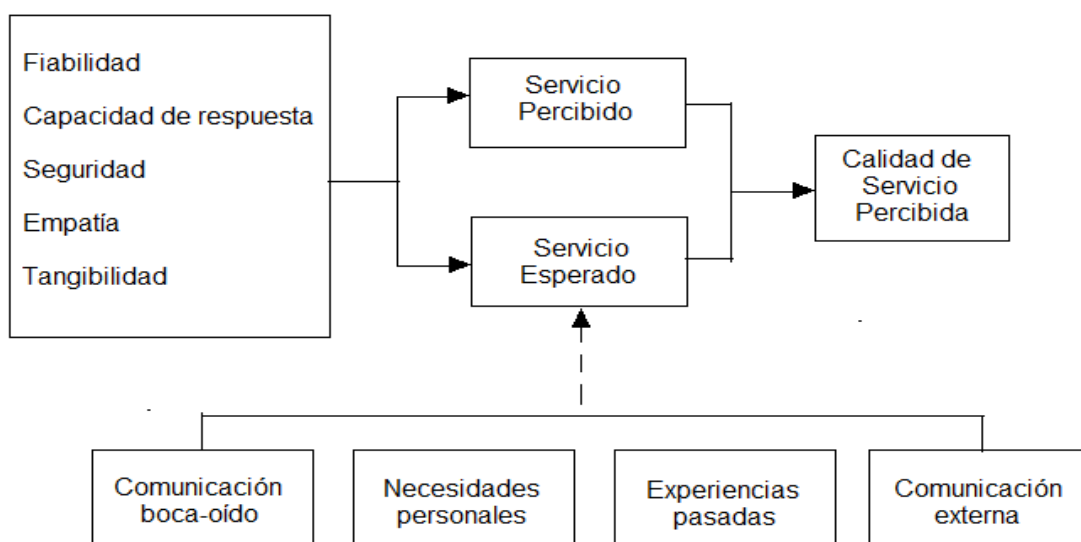 Fiabilidad
Capacidad de respuesta
Seguridad
Empatía
Tangibilidad
Servicio
Percibido
Servicio
Esperado
Calidad de
Servicio
Percibida
Comunicación
boca-oído
Necesidades
personales
Experiencias
pasadas
Comunicación
externa